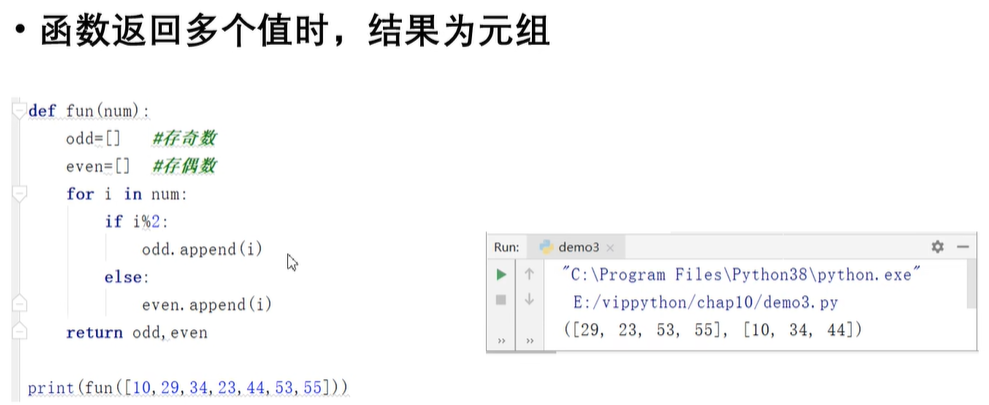 • 函数返回多个值时，结果为元组
def fun(num):
    odd=[]   #存奇数
    even=[]  #存偶数
    for i in num:
        if i%2:
            odd.append(i)
        else:
            even.append(i)
    return odd,even
print(fun([10,29,34,23,44,53,55]))
Run: demo3 ×
"C:\Program Files\Python38\python.exe"
E:/vippython/chap10/demo3.py
([29, 23, 53, 55], [10, 34, 44])